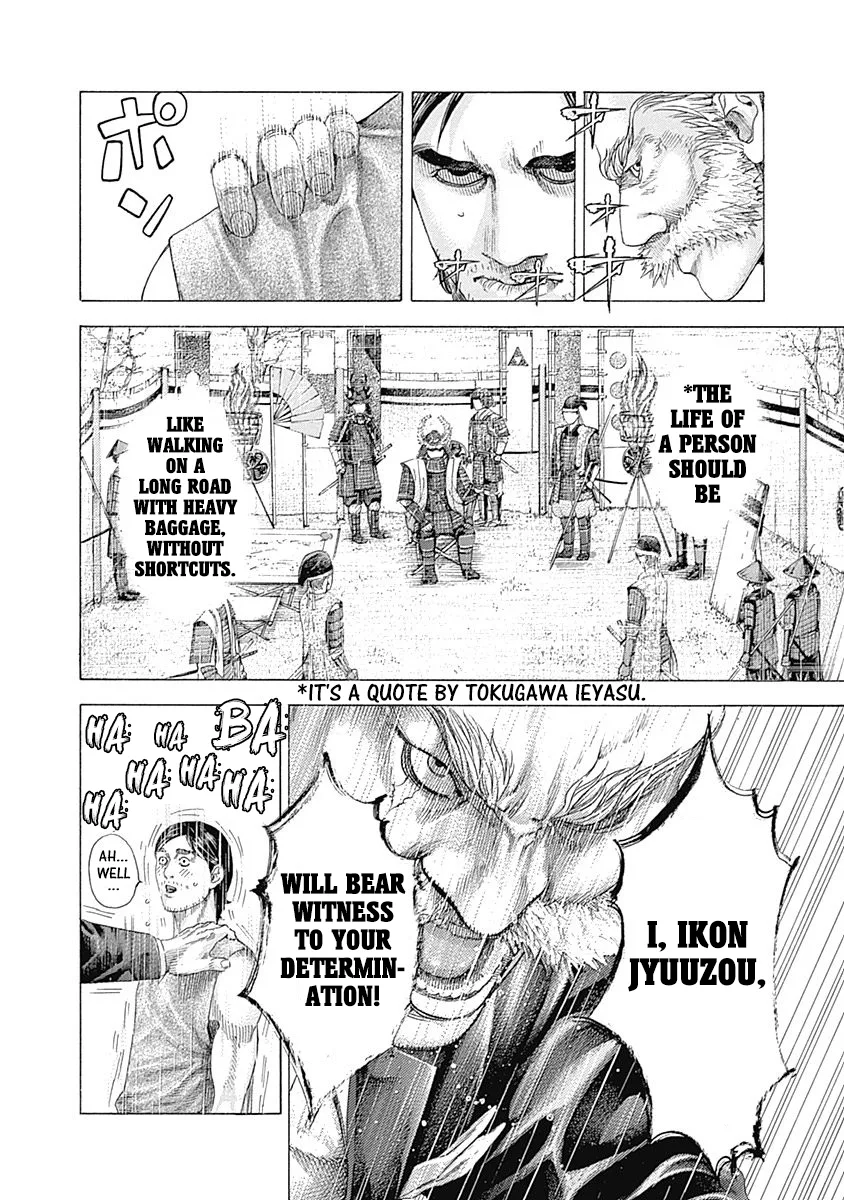 ザ
ザ
ザ
ザ
ザ
ザ
ポン
*THE
LIFE OF
A PERSON
SHOULD
BE
LIKE
WALKING
ON A
LONG ROAD
WITH HEAVY
BAGGAGE,
WITHOUT
SHORTCUTS.
*IT'S A QUOTE BY TOKUGAWA IEYASU.
I, IKON
JYUUZOU,
WILL BEAR
WITNESS
TO YOUR
DETERMIN-
ATION!
BA
HA
HA
HA
HA
HA
HA
AH...
WELL
...